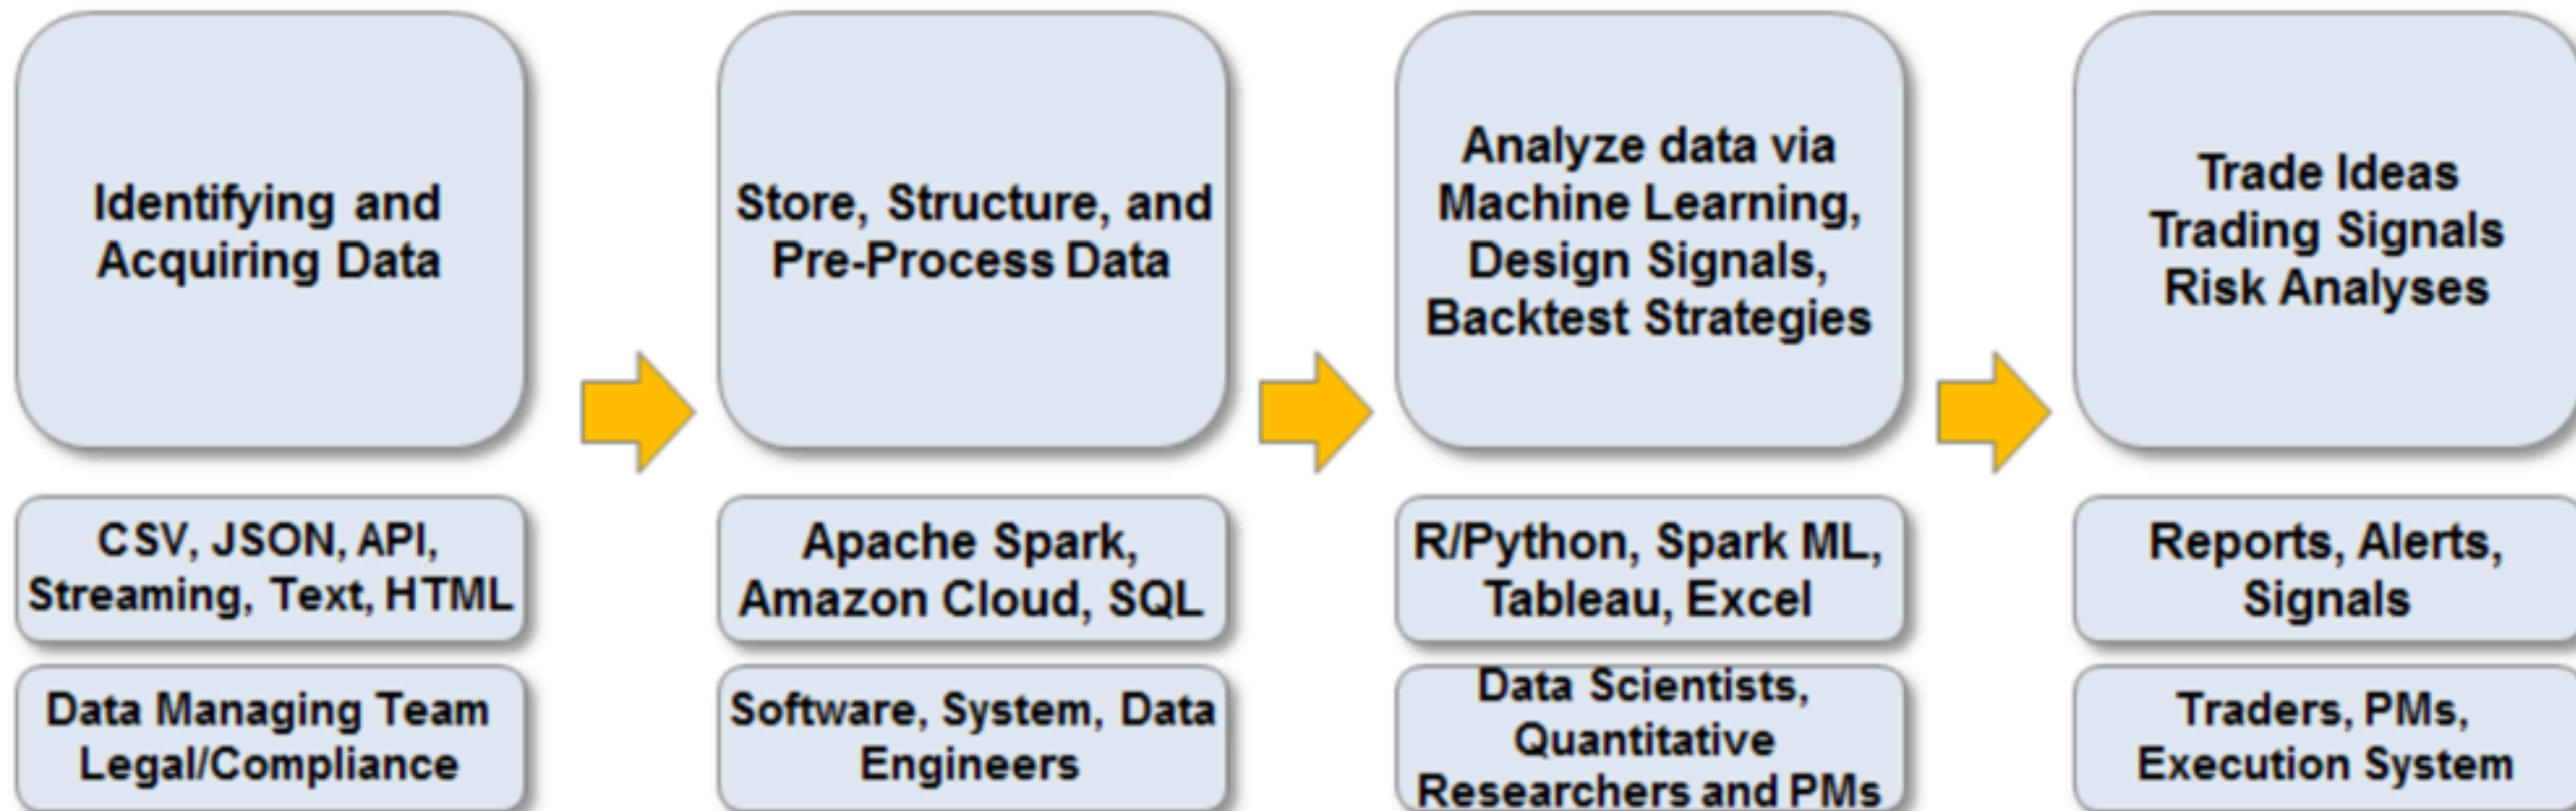 Identifying and
Acquiring Data
Store, Structure, and
Pre-Process Data
Analyze data via
Machine Learning,
Design Signals,
Backtest Strategies
Trade Ideas
Trading Signals
Risk Analyses
CSV, JSON, API,
Streaming, Text, HTML
Apache Spark,
Amazon Cloud, SQL
R/Python, Spark ML,
Tableau, Excel
Reports, Alerts,
Signals
Data Managing Team
Legal/Compliance
Software, System, Data
Engineers
Data Scientists,
Quantitative
Researchers and PMs
Traders, PMs,
Execution System